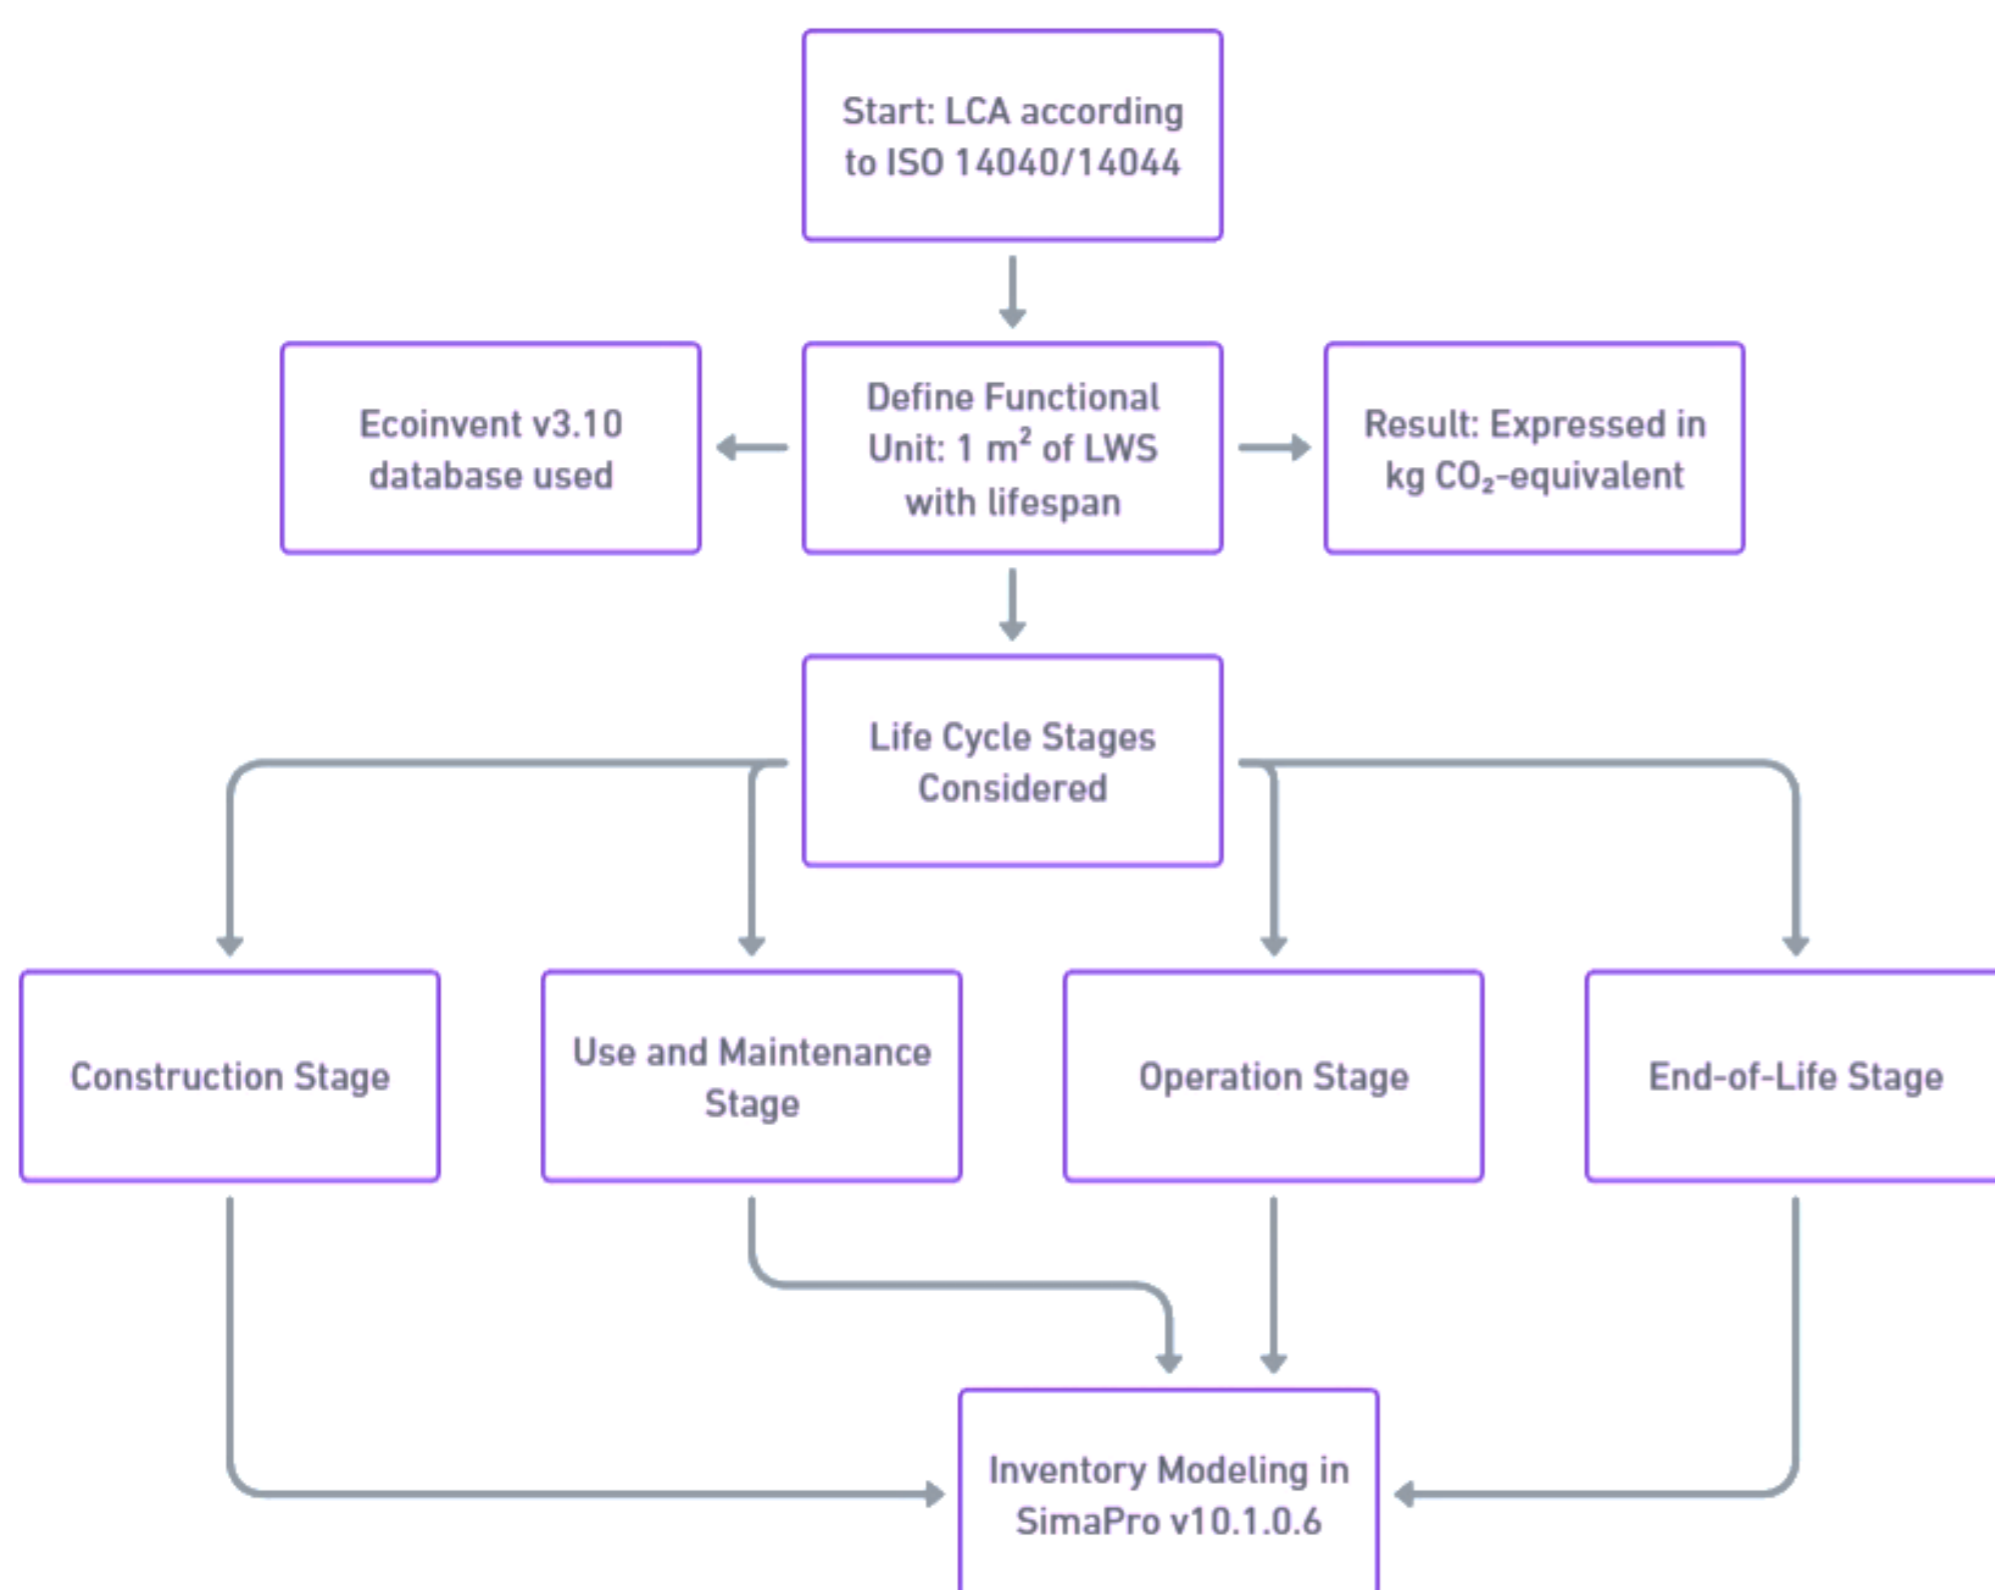 Start: LCA according
to ISO 14040/14044
Ecoinvent v3.10
database used
Define Functional
Unit: 1 m² of LWS
with lifespan
Result: Expressed in
kg CO₂-equivalent
Life Cycle Stages
Considered
Construction Stage
Use and Maintenance
Stage
Operation Stage
End-of-Life Stage
Inventory Modeling in
SimaPro v10.1.0.6